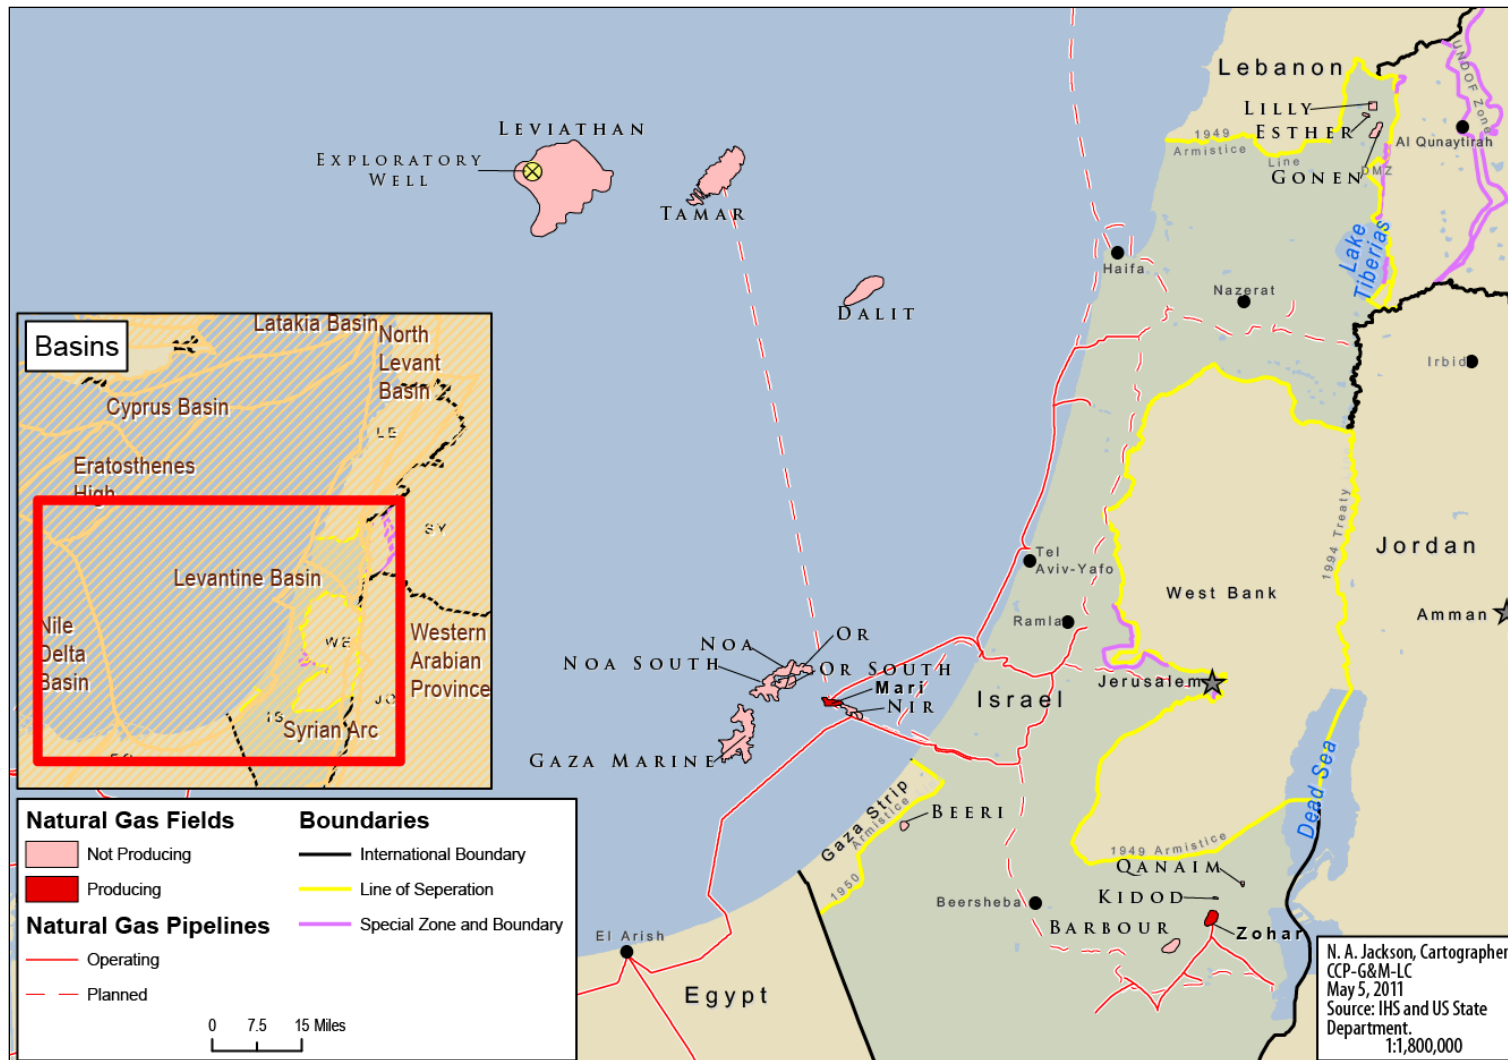 Lebanon
LILLY
ESTHER
GONEN
UNDOF Zone
Al Qunaytirah
DMZ
1949
Armistice
Line
LEVIATHAN
EXPLORATORY
WELL
TAMAR
DALIT
Haifa
Nazerat
Lake
Tiberias
Irbid
Basins
Latakia Basin
North
Levant
Basin
Cyprus Basin
LE
Eratosthenes
High
SY
Levantine Basin
Nile
Delta
Basin
WE
Western
Arabian
Province
JO
IS
Syrian Arc
EG
Tel
Aviv-Yafo
Ramla
West Bank
1994 Treaty
Jordan
Amman
Jerusalem
Israel
NOA
OR
NOA SOUTH
OR SOUTH
Mari
NIR
GAZA MARINE
Gaza Strip
Armistice
1950
BEERI
Dead Sea
1949 Armistice
QANAIM
KIDOD
Beersheba
BARBOUR
Zohar
El Arish
Egypt
Natural Gas Fields
Not Producing
Producing
Natural Gas Pipelines
Operating
Planned
Boundaries
International Boundary
Line of Seperation
Special Zone and Boundary
0 7.5 15 Miles
N. A. Jackson, Cartographer
CCP-G&M-LC
May 5, 2011
Source: IHS and US State
Department.
1:1,800,000